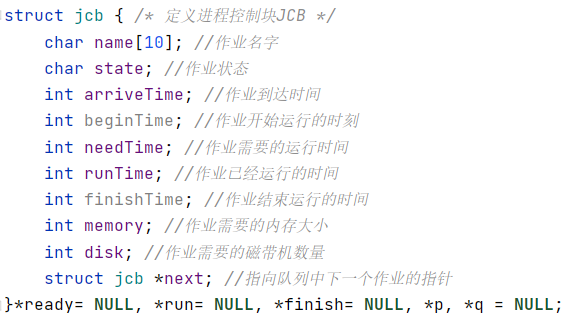 struct jcb { /* 定义进程控制块JCB */
char name[10]; //作业名字
char state; //作业状态
int arriveTime; //作业到达时间
int beginTime; //作业开始运行的时刻
int needTime; //作业需要的运行时间
int runTime; //作业已经运行的时间
int finishTime; //作业结束运行的时间
int memory; //作业需要的内存大小
int disk; //作业需要的磁带机数量
struct jcb *next; //指向队列中下一个作业的指针
}*ready= NULL, *run= NULL, *finish= NULL, *p, *q = NULL;